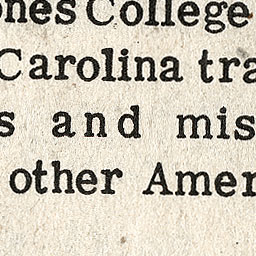 ones College
Carolina tra
s and mis
other Amer